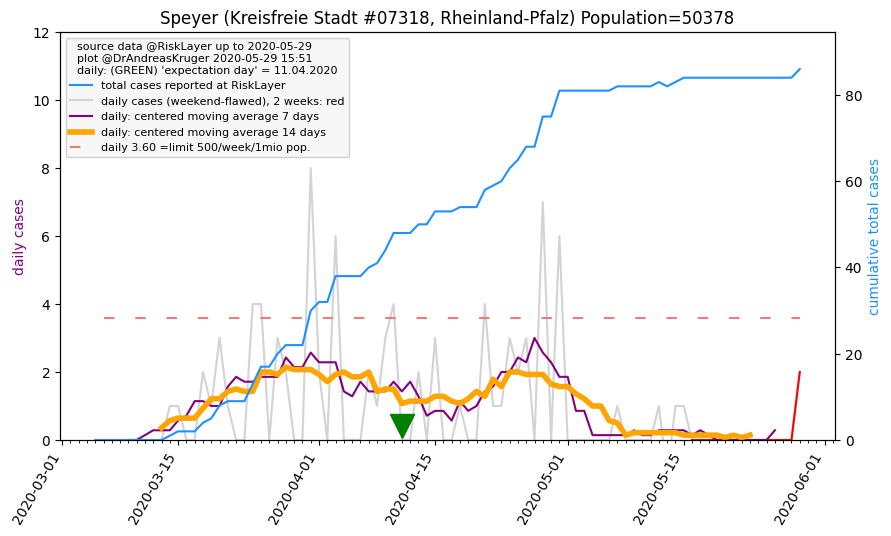 Speyer (Kreisfreie Stadt #07318, Rheinland-Pfalz) Population=50378
source data @RiskLayer up to 2020-05-29
plot @DrAndreasKruger 2020-05-29 15:51
daily: (GREEN) 'expectation day' = 11.04.2020
total cases reported at RiskLayer
daily cases (weekend-flawed), 2 weeks: red
daily: centered moving average 7 days
daily: centered moving average 14 days
daily 3.60 =limit 500/week/1mio pop.
daily cases
12
10
8
6
4
2
0
cumulative total cases
80
60
40
20
0
2020-03-01
2020-03-15
2020-04-01
2020-04-15
2020-05-01
2020-05-15
2020-06-01